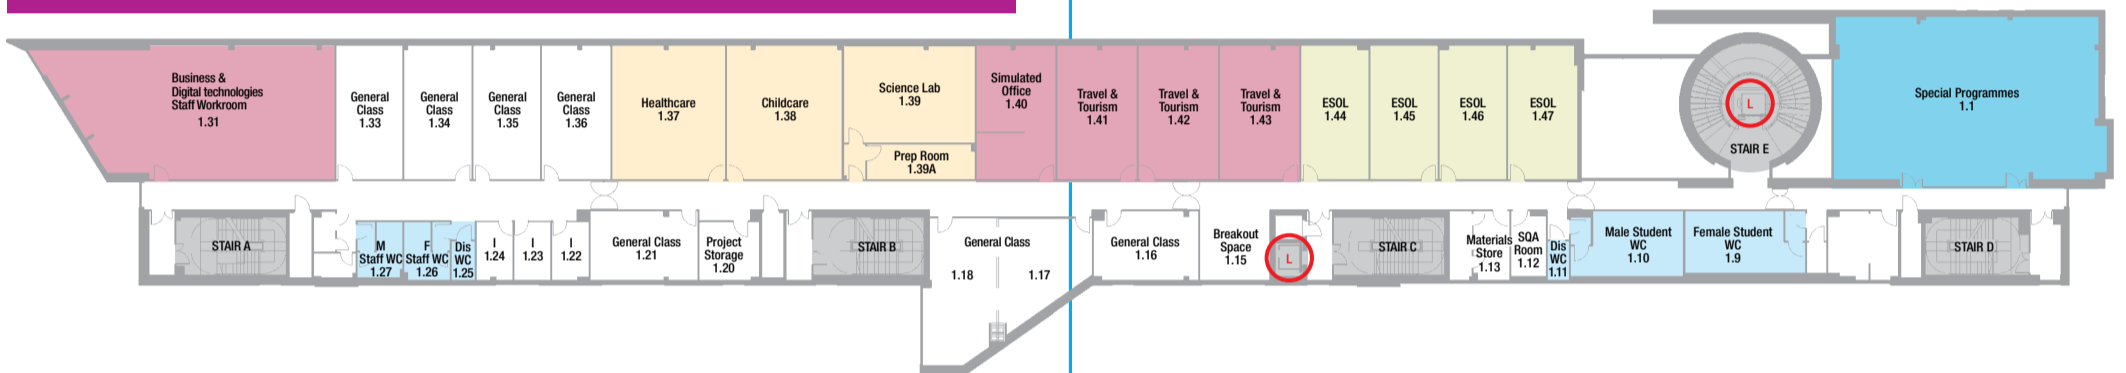 Business &
Digital technologies
Staff Workroom
1.31
General
Class
1.33
General
Class
1.34
General
Class
1.35
General
Class
1.36
Healthcare
1.37
Childcare
1.38
Science Lab
1.39
Prep Room
1.39A
Simulated
Office
1.40
Travel &
Tourism
1.41
Travel &
Tourism
1.42
Travel &
Tourism
1.43
ESOL
1.44
ESOL
1.45
ESOL
1.46
ESOL
1.47
L
STAIR E
Special Programmes
1.1
STAIR A
M
Staff WC
1.27
F
Staff WC
1.26
Dis
WC
1.25
I
1.24
I
1.23
I
1.22
General Class
1.21
Project
Storage
1.20
STAIR B
General Class
1.18
1.17
General Class
1.16
Breakout
Space
1.15
L
STAIR C
Materials
Store
1.13
SQA
Room
1.12
Dis
WC
1.11
Male Student
WC
1.10
Female Student
WC
1.9
STAIR D